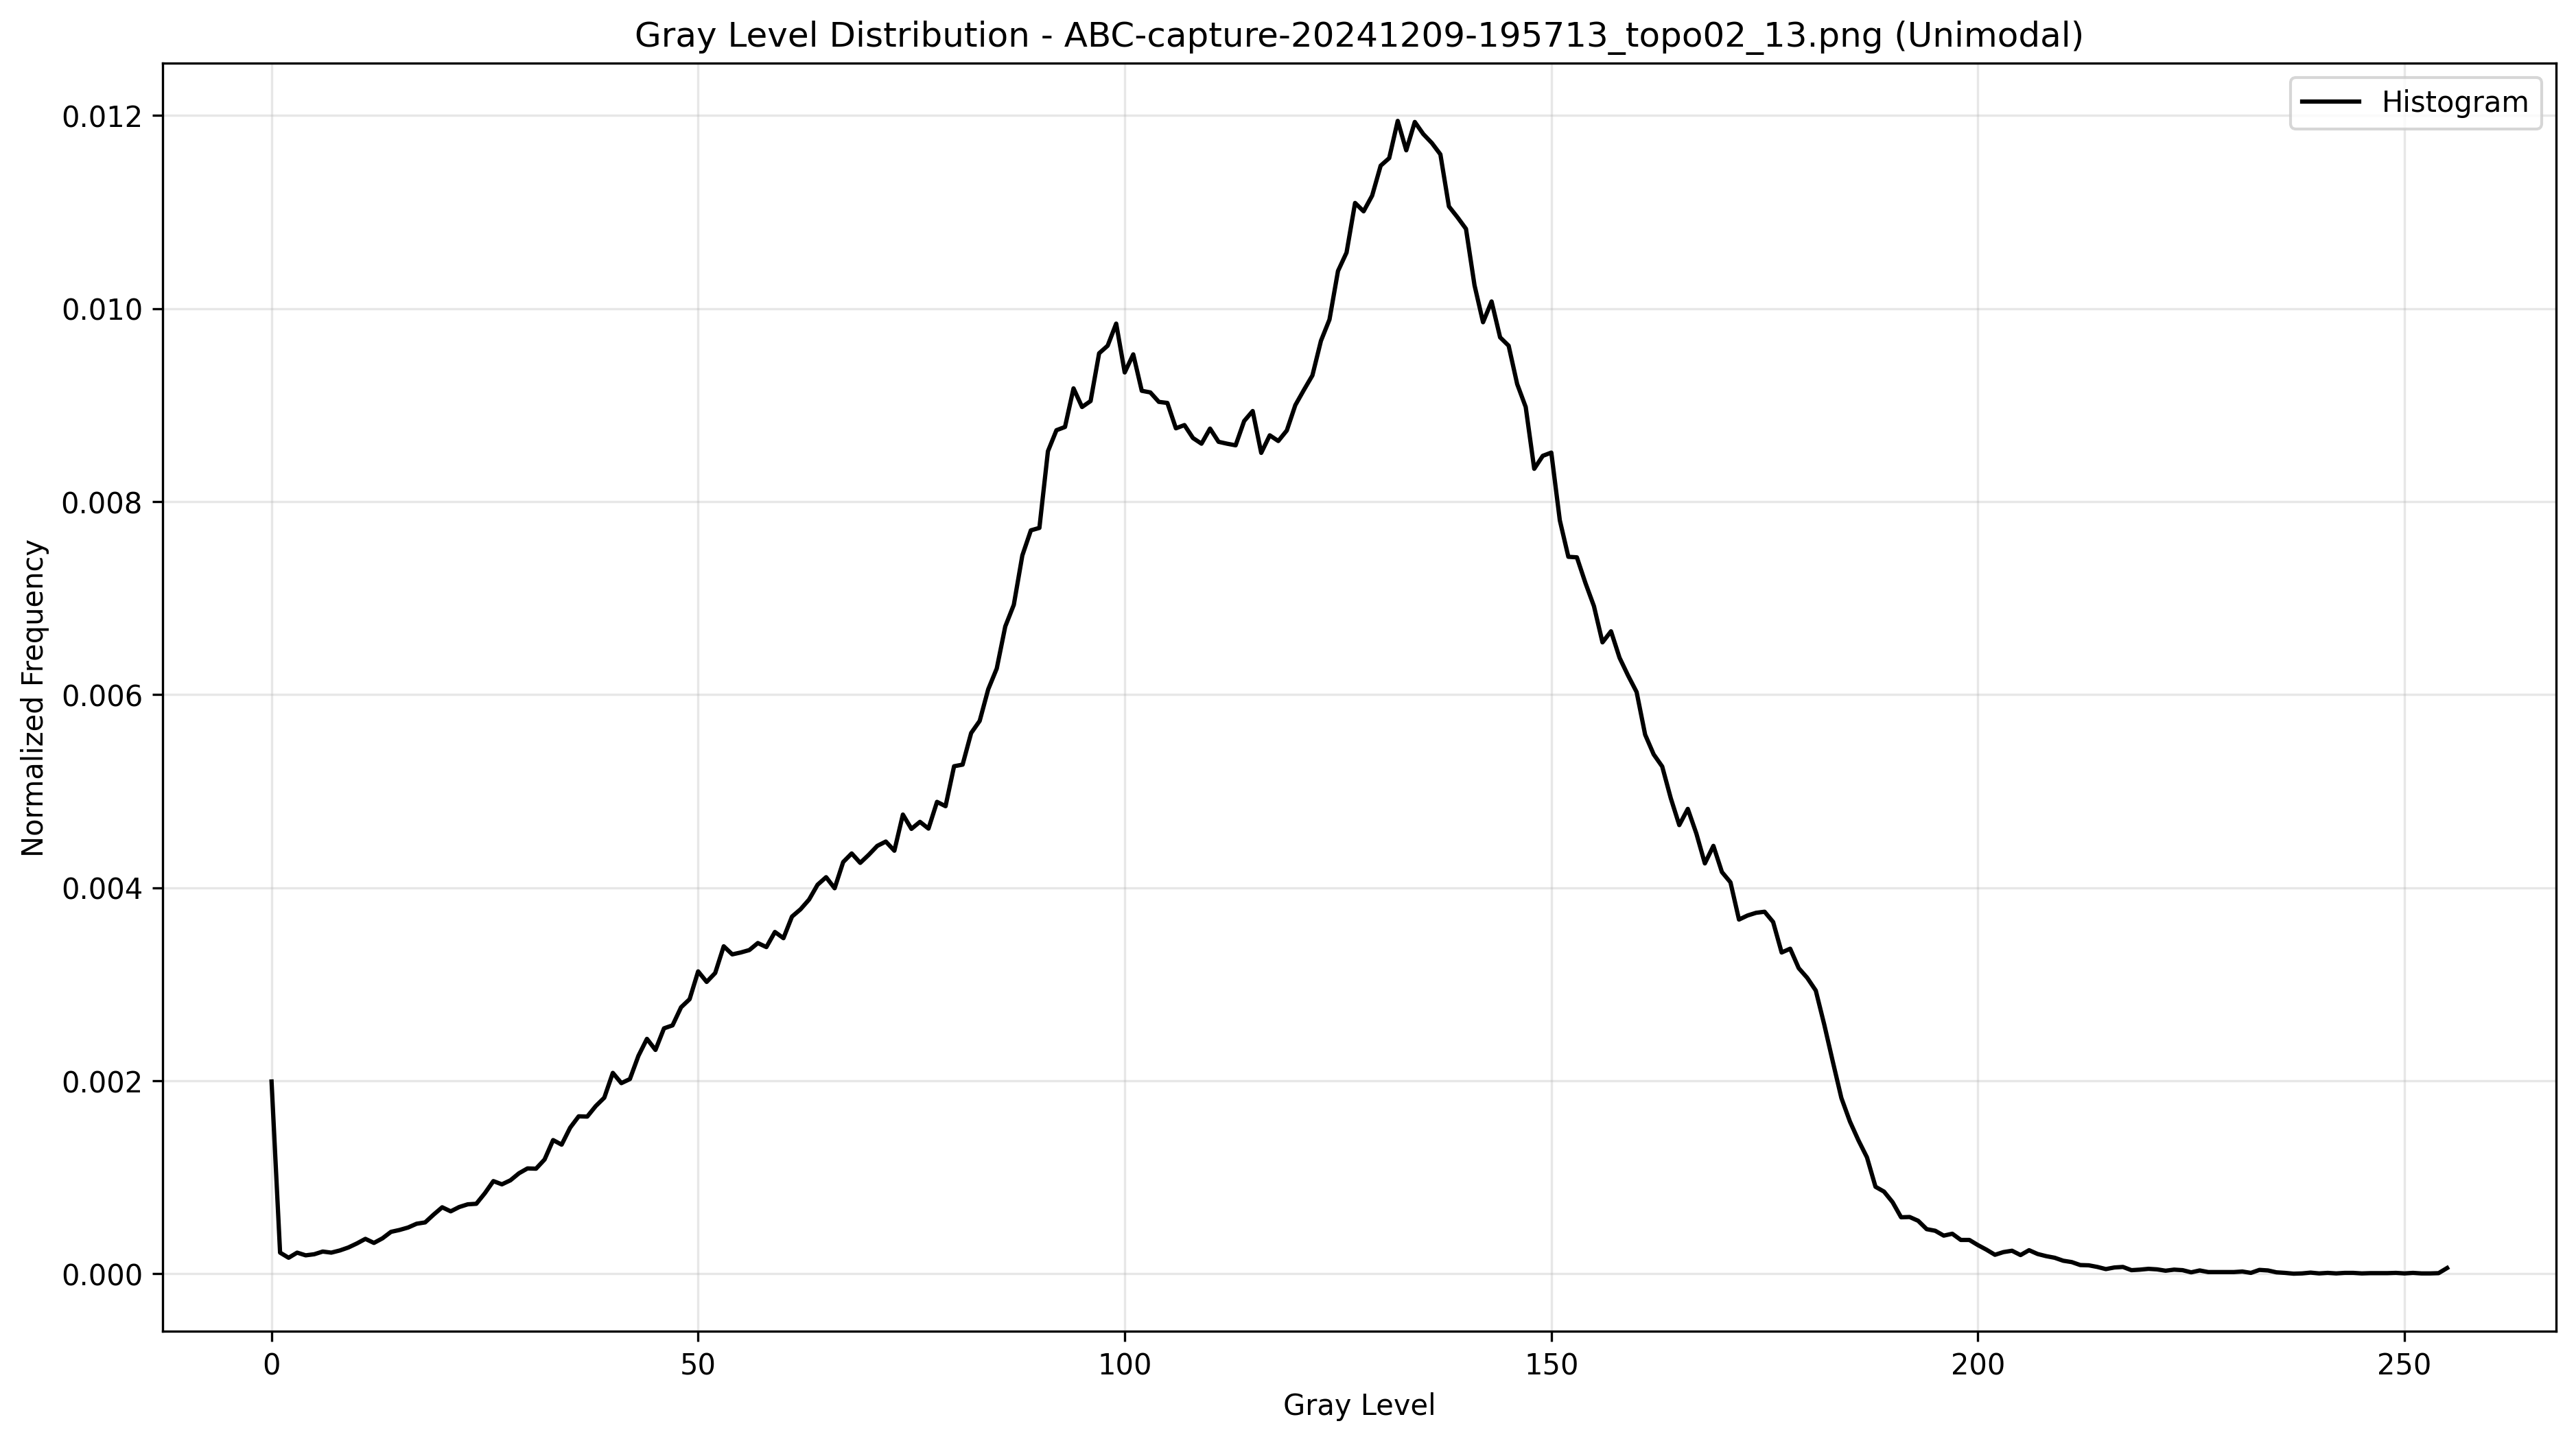 Gray Level Distribution - ABC-capture-20241209-195713_topo02_13.png (Unimodal)
Histogram
0.012
0.010
0.008
0.006
0.004
0.002
0.000
Normalized Frequency
0 50 100 150 200 250
Gray Level